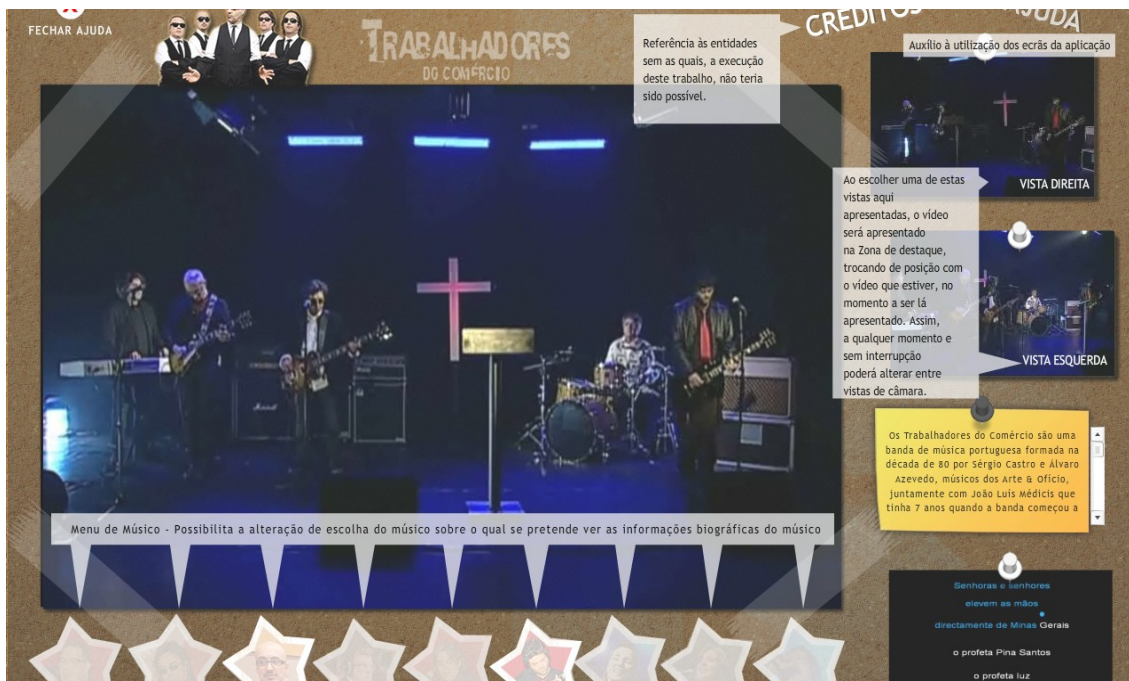 FECHAR AJUDA
TRABALHADORES
DO COMÉRCIO
CRÉDITOS
AJUDA
Referência às entidades
sem as quais, a execução
deste trabalho, não teria
sido possível.
Auxílio à utilização dos ecrãs da aplicação
VISTA DIREITA
Ao escolher uma de estas
vistas aqui
apresentadas, o vídeo
será apresentado
na Zona de destaque,
trocando de posição com
o vídeo que estiver, no
momento a ser lá
apresentado. Assim,
a qualquer momento e
sem interrupção
poderá alterar entre
vistas de câmara.
VISTA ESQUERDA
Os Trabalhadores do Comércio são uma
banda de música portuguesa formada na
década de 80 por Sérgio Castro e Álvaro
Azevedo, músicos dos Arte & Ofício,
juntamente com João Luís Médicis que
tinha 7 anos quando a banda começou a
Menu de Músico - Possibilita a alteração de escolha do músico sobre o qual se pretende ver as informações biográficas do músico
Senhoras e senhores
elevem as mãos
directamente de Minas Gerais
o profeta Pina Santos
o profeta luz